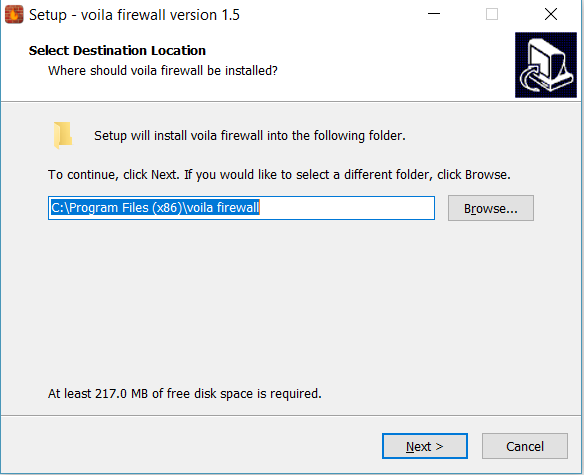 Setup - voila firewall version 1.5
Select Destination Location
Where should voila firewall be installed?
Setup will install voila firewall into the following folder.
To continue, click Next. If you would like to select a different folder, click Browse.
C:\Program Files (x86)\voila firewall
Browse...
At least 217.0 MB of free disk space is required.
Next >
Cancel